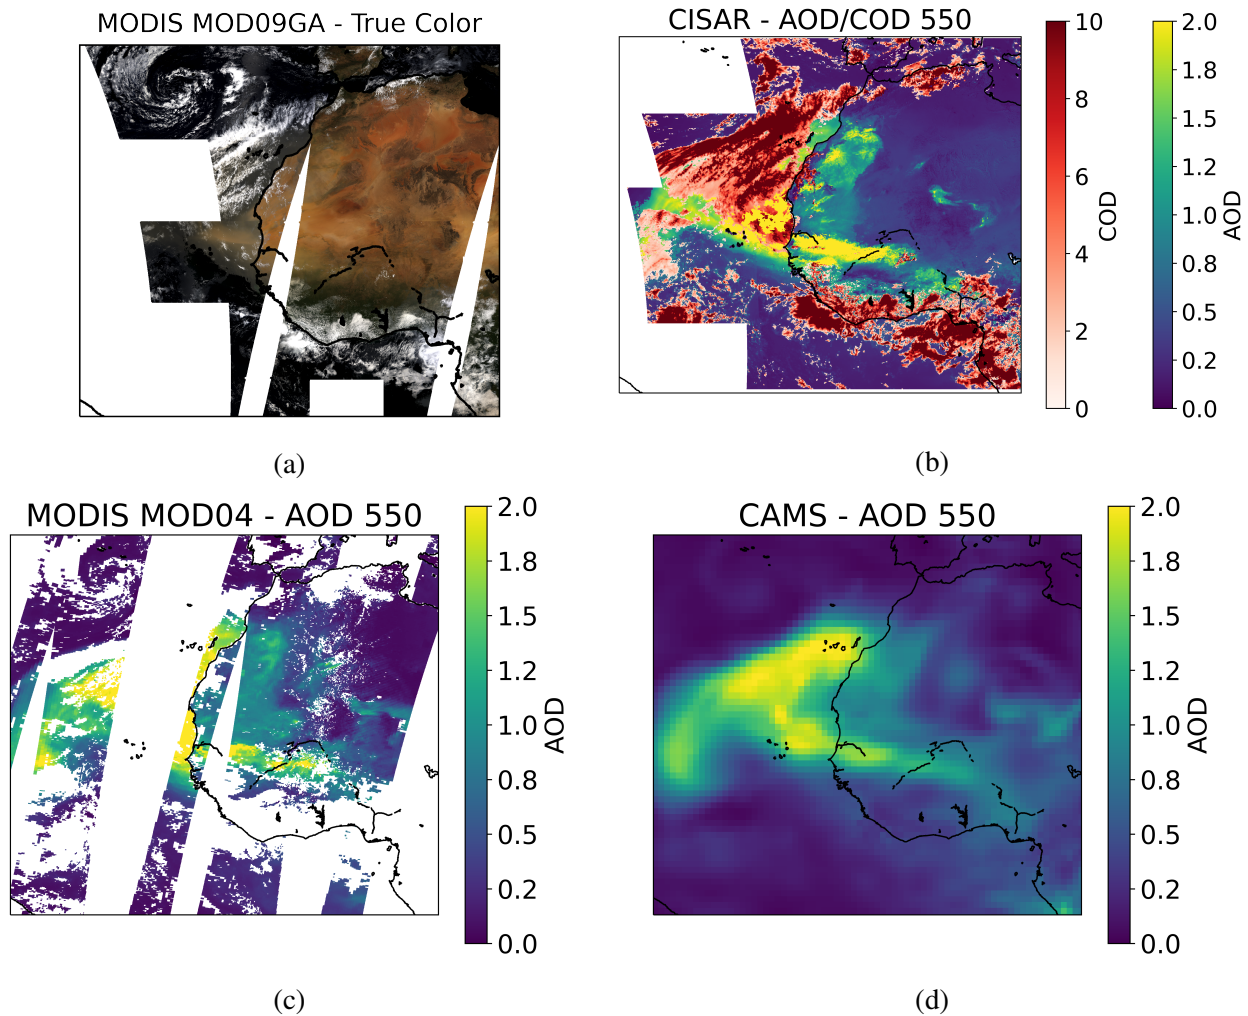 MODIS MOD09GA - True Color
(a)
CISAR - AOD/COD 550
10
8
6
4
2
0
COD
2.0
1.8
1.5
1.2
1.0
0.8
0.5
0.2
0.0
AOD
(b)
MODIS MOD04 - AOD 550
2.0
1.8
1.5
1.2
1.0
0.8
0.5
0.2
0.0
AOD
(c)
CAMS - AOD 550
2.0
1.8
1.5
1.2
1.0
0.8
0.5
0.2
0.0
AOD
(d)